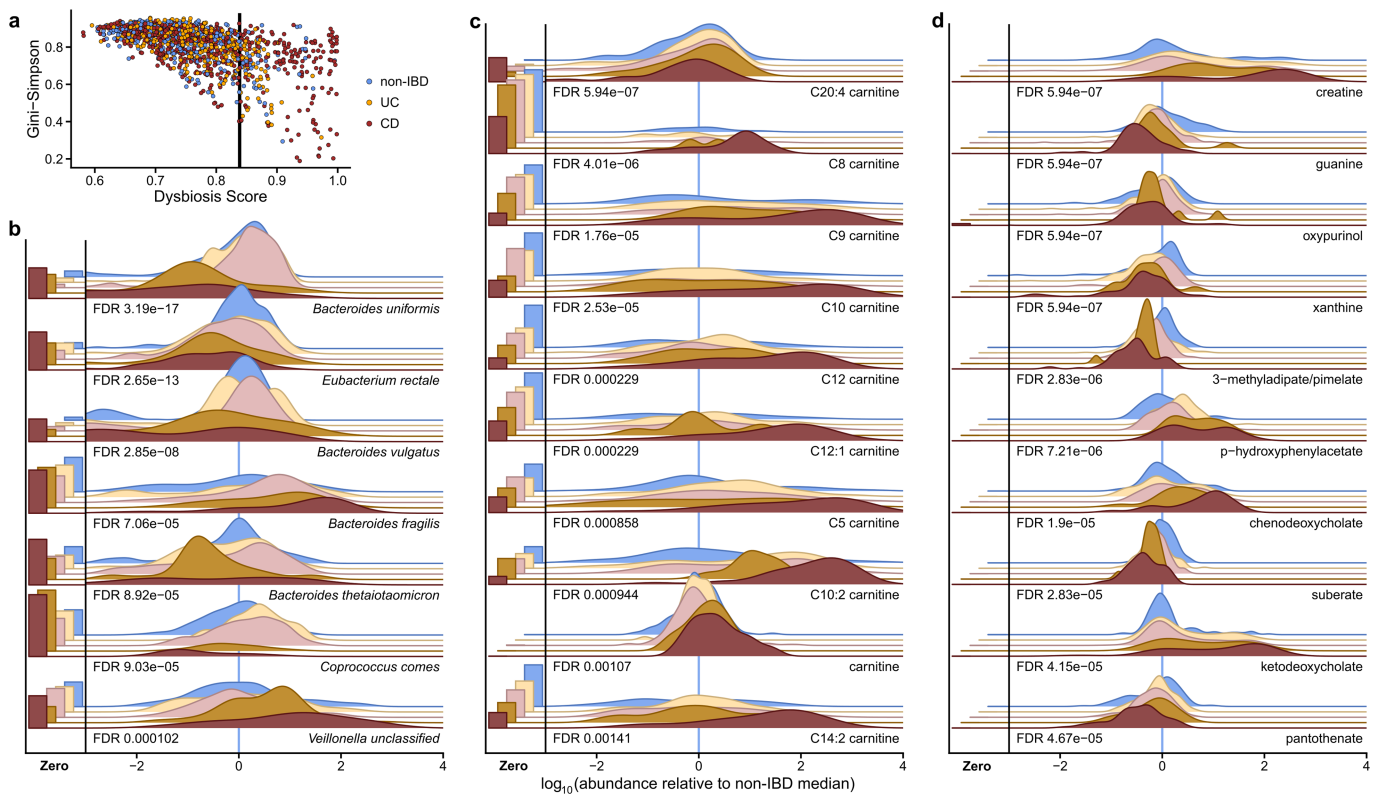 a
Gini−Simpson
0.8
0.6
0.4
0.2
0.6 0.7 0.8 0.9 1.0
Dysbiosis Score
non-IBD
UC
CD
b
FDR 3.19e−17 Bacteroides uniformis
FDR 2.65e−13 Eubacterium rectale
FDR 2.85e−08 Bacteroides vulgatus
FDR 7.06e−05 Bacteroides fragilis
FDR 8.92e−05 Bacteroides thetaiotaomicron
FDR 9.03e−05 Coprococcus comes
FDR 0.000102 Veillonella unclassified
Zero −2 0 2 4
c
FDR 5.94e−07 C20:4 carnitine
FDR 4.01e−06 C8 carnitine
FDR 1.76e−05 C9 carnitine
FDR 2.53e−05 C10 carnitine
FDR 0.000229 C12 carnitine
FDR 0.000229 C12:1 carnitine
FDR 0.000858 C5 carnitine
FDR 0.000944 C10:2 carnitine
FDR 0.00107 carnitine
FDR 0.00141 C14:2 carnitine
Zero −2 0 2 4
log10(abundance relative to non-IBD median)
d
FDR 5.94e−07 creatine
FDR 5.94e−07 guanine
FDR 5.94e−07 oxypurinol
FDR 5.94e−07 xanthine
FDR 2.83e−06 3−methyladipate/pimelate
FDR 7.21e−06 p−hydroxyphenylacetate
FDR 1.9e−05 chenodeoxycholate
FDR 2.83e−05 suberate
FDR 4.15e−05 ketodeoxycholate
FDR 4.67e−05 pantothenate
Zero −2 0 2 4